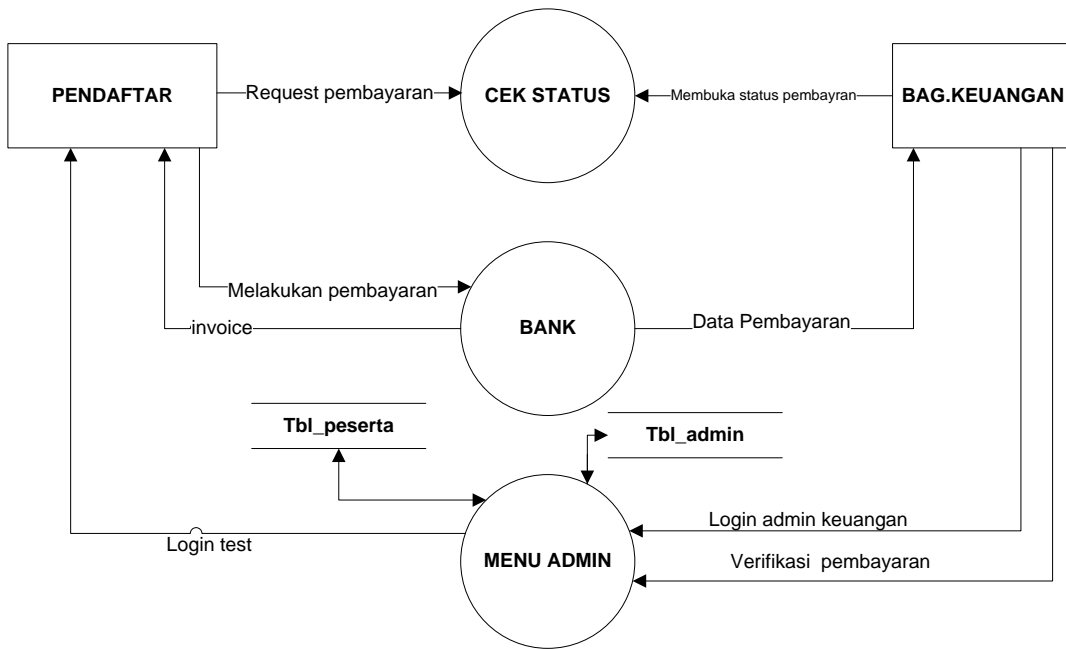 PENDAFTAR
Request pembayaran
CEK STATUS
Membuka status pembayran
BAG.KEUANGAN
Melakukan pembayaran
invoice
BANK
Data Pembayaran
Tbl_peserta
Tbl_admin
Login test
MENU ADMIN
Login admin keuangan
Verifikasi pembayaran